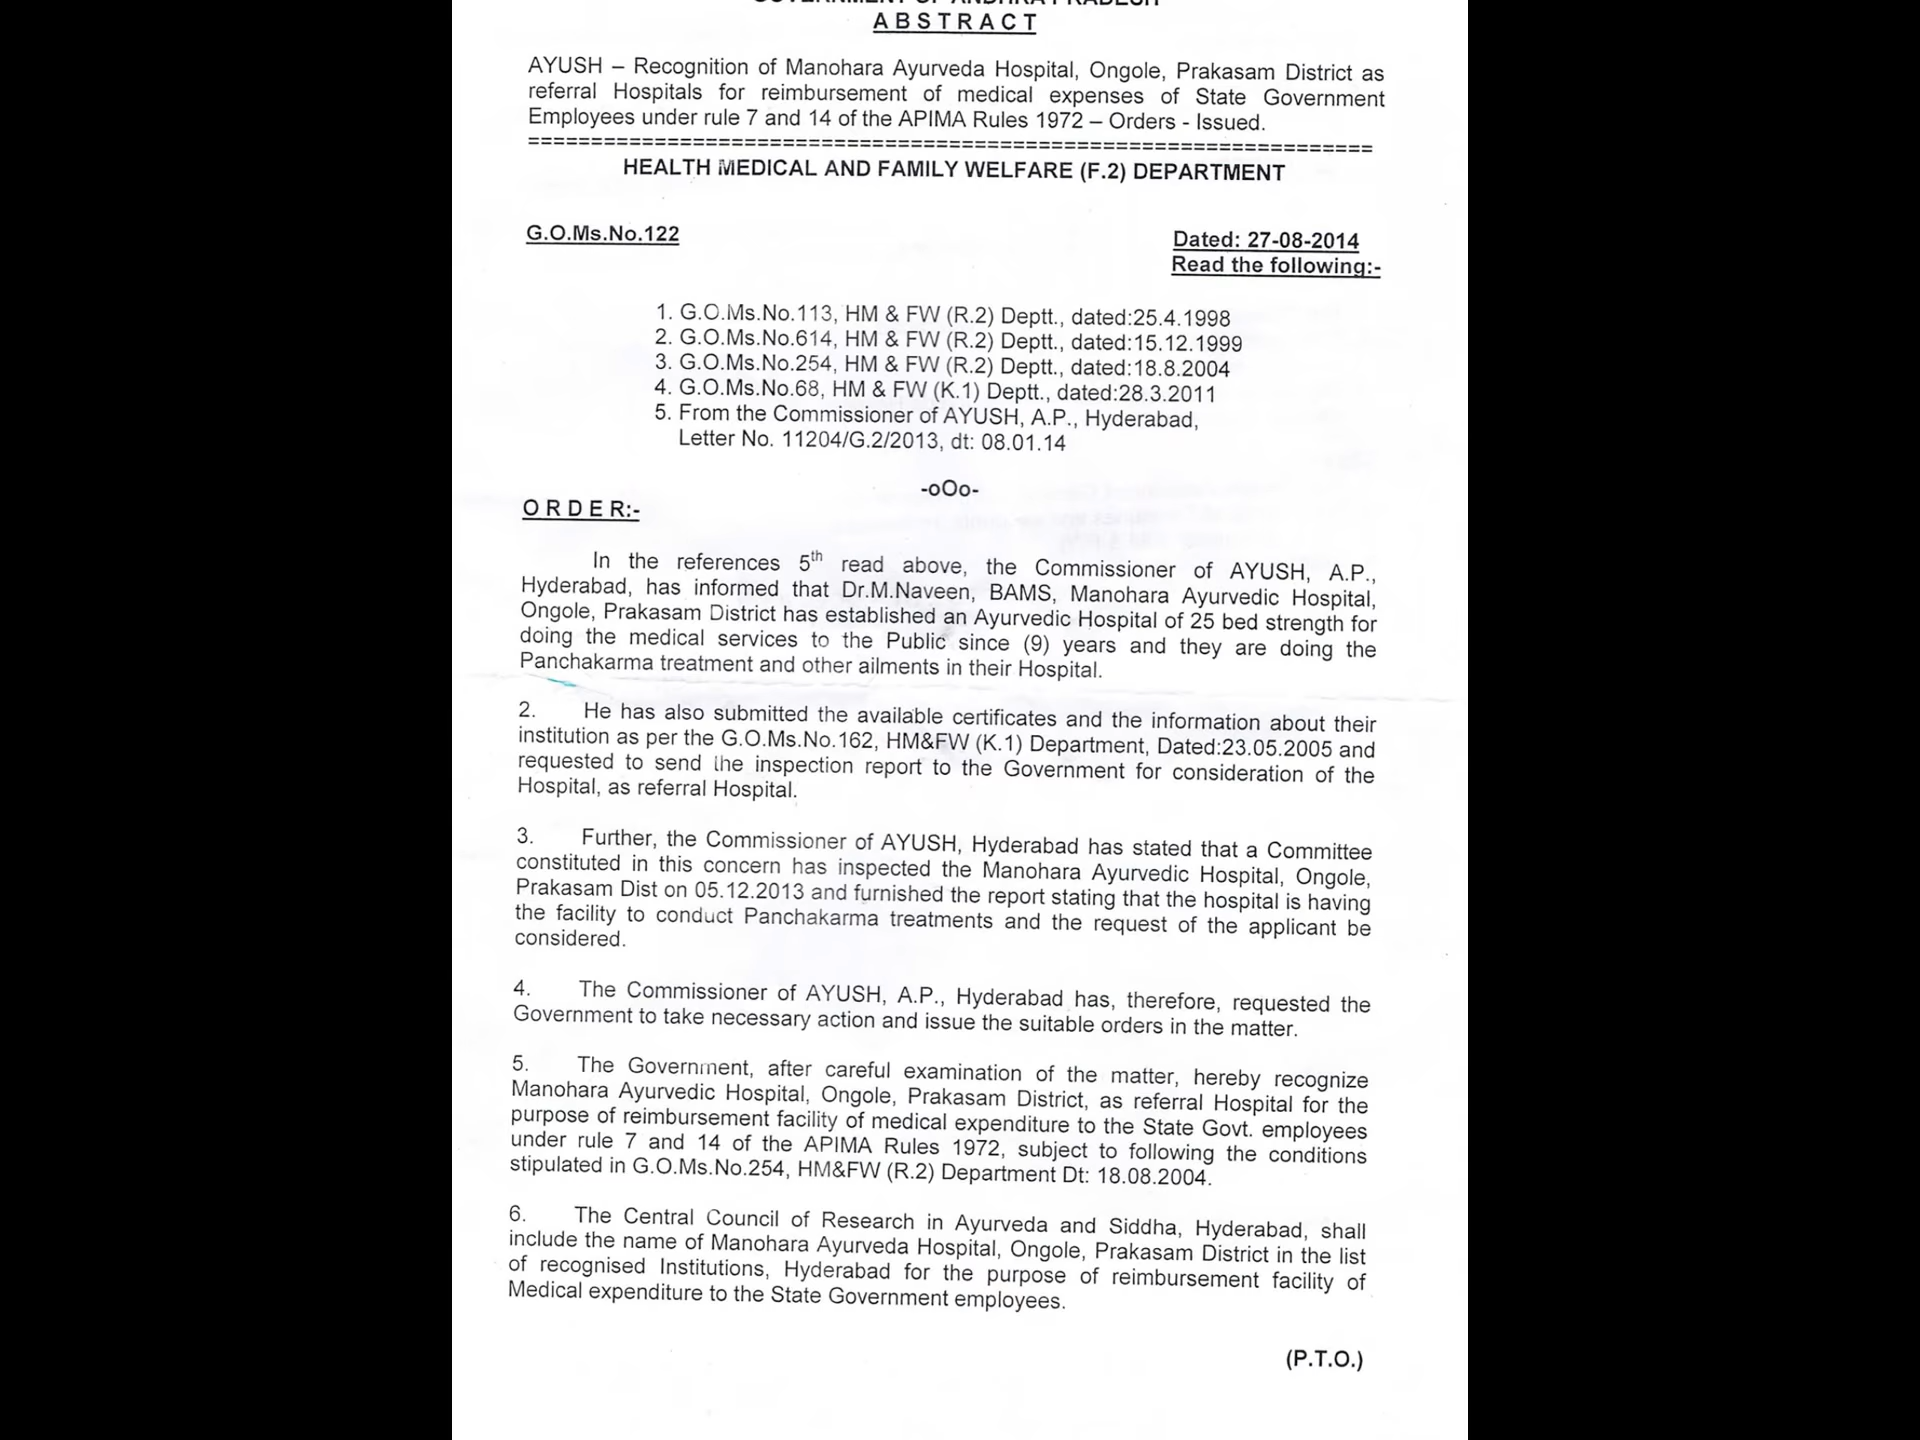 GOVERNMENT OF ANDHRA PRADESH
A B S T R A C T
AYUSH – Recognition of Manohara Ayurveda Hospital, Ongole, Prakasam District as
referral Hospitals for reimbursement of medical expenses of State Government
Employees under rule 7 and 14 of the APIMA Rules 1972 – Orders - Issued.
===================================================================
HEALTH MEDICAL AND FAMILY WELFARE (F.2) DEPARTMENT
G.O.Ms.No.122
Dated: 27-08-2014
Read the following:-
1. G.O.Ms.No.113, HM & FW (R.2) Deptt., dated:25.4.1998
2. G.O.Ms.No.614, HM & FW (R.2) Deptt., dated:15.12.1999
3. G.O.Ms.No.254, HM & FW (R.2) Deptt., dated:18.8.2004
4. G.O.Ms.No.68, HM & FW (K.1) Deptt., dated:28.3.2011
5. From the Commissioner of AYUSH, A.P., Hyderabad,
Letter No. 11204/G.2/2013, dt: 08.01.14
-oOo-
O R D E R:-
In the references 5th read above, the Commissioner of AYUSH, A.P.,
Hyderabad, has informed that Dr.M.Naveen, BAMS, Manohara Ayurvedic Hospital,
Ongole, Prakasam District has established an Ayurvedic Hospital of 25 bed strength for
doing the medical services to the Public since (9) years and they are doing the
Panchakarma treatment and other ailments in their Hospital.
2. He has also submitted the available certificates and the information about their
institution as per the G.O.Ms.No.162, HM&FW (K.1) Department, Dated:23.05.2005 and
requested to send the inspection report to the Government for consideration of the
Hospital, as referral Hospital.
3. Further, the Commissioner of AYUSH, Hyderabad has stated that a Committee
constituted in this concern has inspected the Manohara Ayurvedic Hospital, Ongole,
Prakasam Dist on 05.12.2013 and furnished the report stating that the hospital is having
the facility to conduct Panchakarma treatments and the request of the applicant be
considered.
4. The Commissioner of AYUSH, A.P., Hyderabad has, therefore, requested the
Government to take necessary action and issue the suitable orders in the matter.
5. The Government, after careful examination of the matter, hereby recognize
Manohara Ayurvedic Hospital, Ongole, Prakasam District, as referral Hospital for the
purpose of reimbursement facility of medical expenditure to the State Govt. employees
under rule 7 and 14 of the APIMA Rules 1972, subject to following the conditions
stipulated in G.O.Ms.No.254, HM&FW (R.2) Department Dt: 18.08.2004.
6. The Central Council of Research in Ayurveda and Siddha, Hyderabad, shall
include the name of Manohara Ayurveda Hospital, Ongole, Prakasam District in the list
of recognised Institutions, Hyderabad for the purpose of reimbursement facility of
Medical expenditure to the State Government employees.
(P.T.O.)